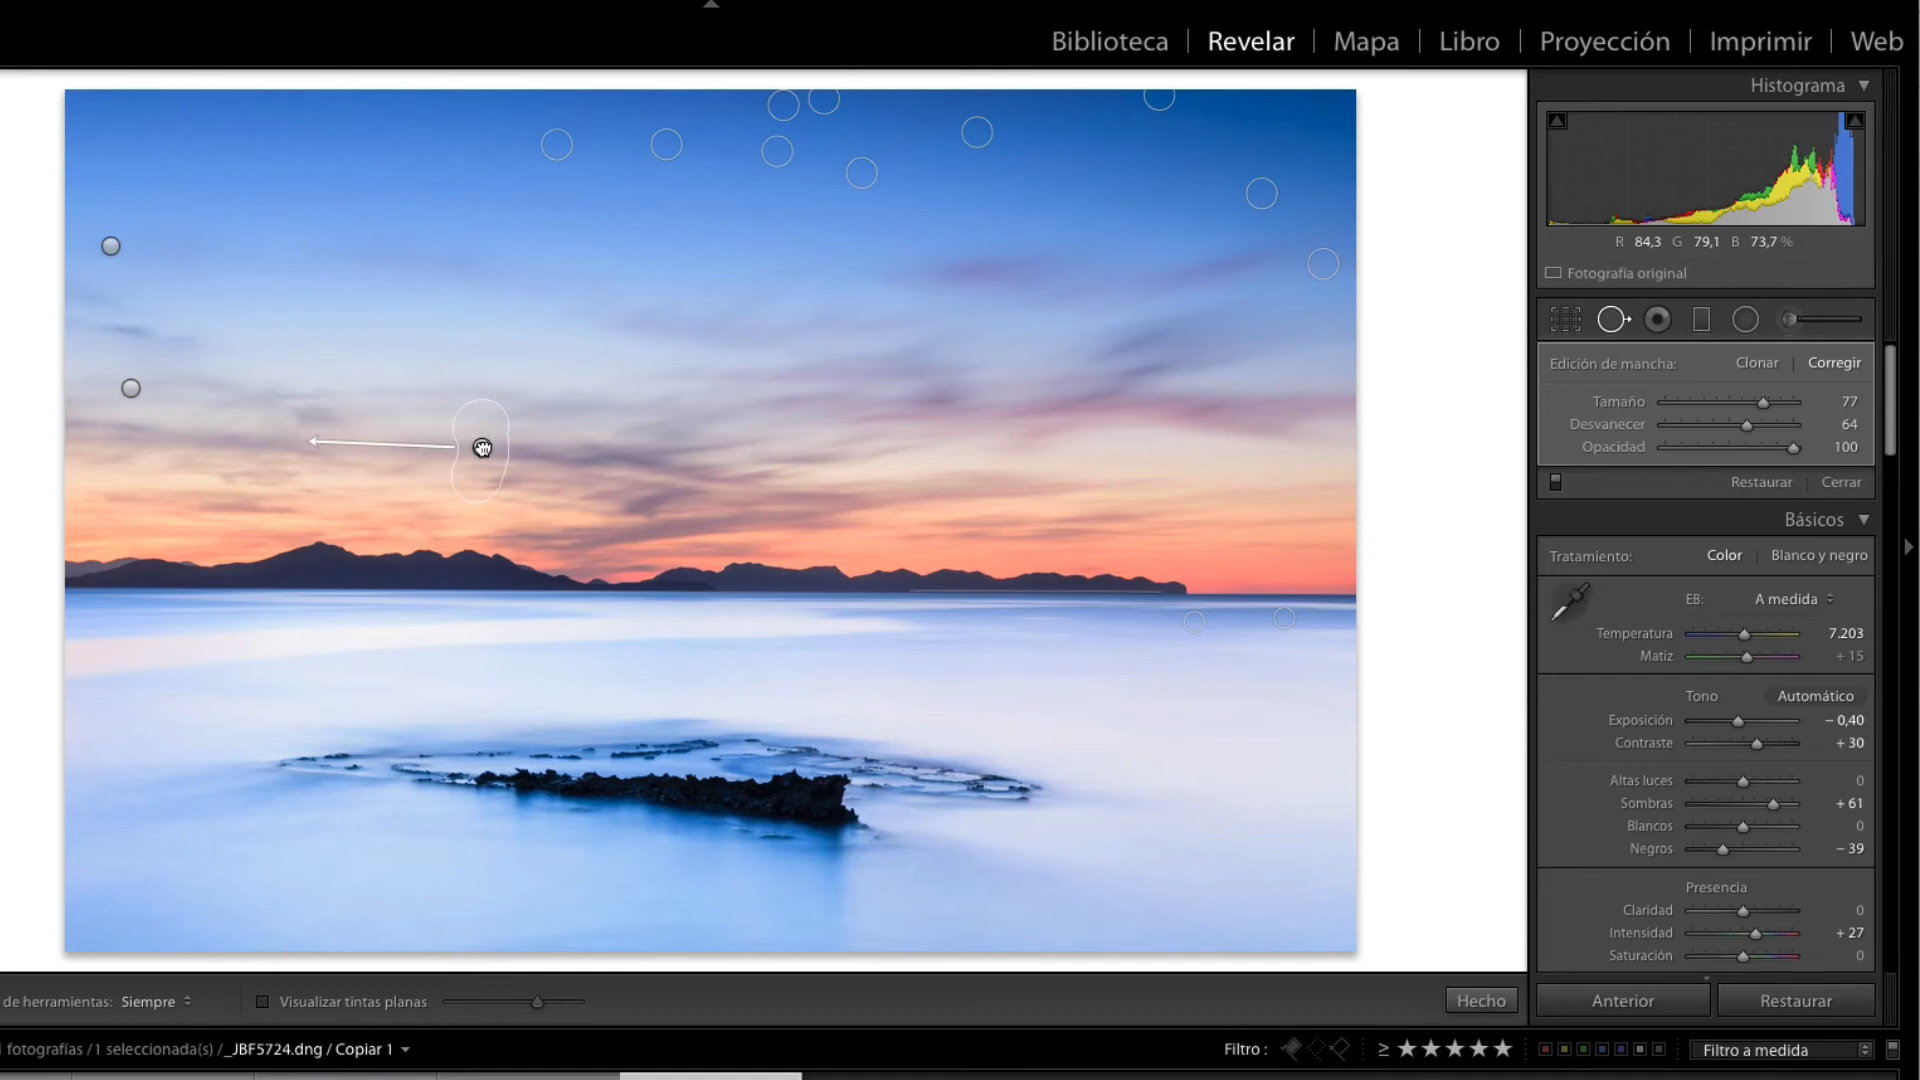 Biblioteca | Revelar | Mapa | Libro | Proyección | Imprimir | Web
Histograma
R 84,3 G 79,1 B 73,7 %
Fotografía original
Edición de mancha: Clonar | Corregir
Tamaño 77
Desvanecer 64
Opacidad 100
Restaurar | Cerrar
Básicos
Tratamiento: Color | Blanco y negro
EB: A medida
Temperatura 7.203
Matiz + 15
Tono Automático
Exposición − 0,40
Contraste + 30
Altas luces 0
Sombras + 61
Blancos 0
Negros − 39
Presencia
Claridad 0
Intensidad + 27
Saturación 0
de herramientas: Siempre Visualizar tintas planas Hecho Anterior Restaurar
fotografías /1 seleccionada(s) /_JBF5724.dng / Copiar 1 Filtro : ≥ ★★★★★ Filtro a medida